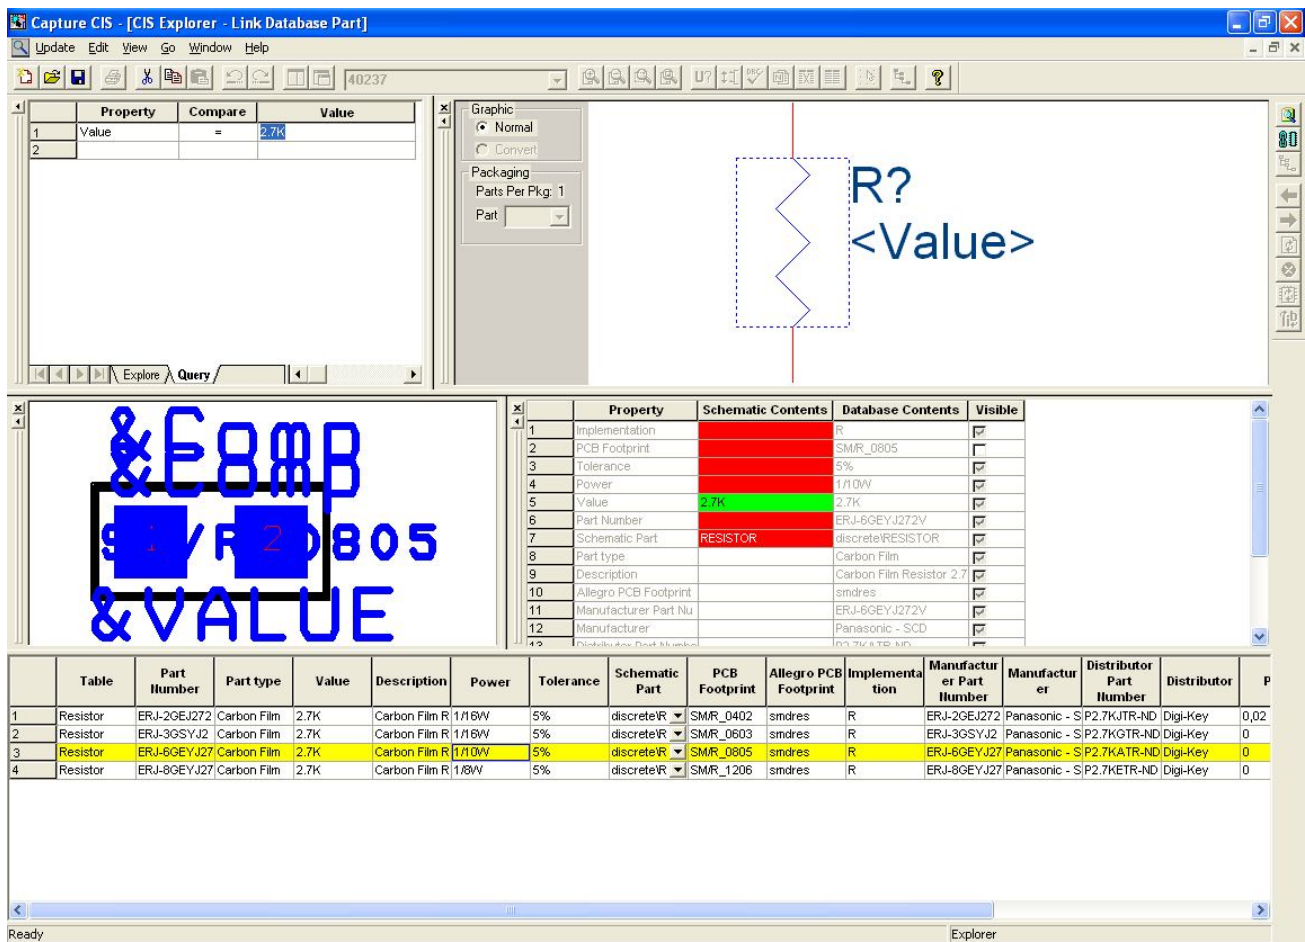 Capture CIS - [CIS Explorer - Link Database Part]
Update Edit View Go Window Help
40237
U? DRC ?
Property Compare Value
1 Value = 2.7K
2
Explore Query
Graphic
Normal
Convert
Packaging
Parts Per Pkg: 1
Part
R?
<Value>
&Comp
1 2
&VALUE
Property Schematic Contents Database Contents Visible
1 Implementation R
2 PCB Footprint SM/R_0805
3 Tolerance 5%
4 Power 1/10W
5 Value 2.7K 2.7K
6 Part Number ERJ-6GEYJ272V
7 Schematic Part RESISTOR discrete\RESISTOR
8 Part type Carbon Film
9 Description Carbon Film Resistor 2.7
10 Allegro PCB Footprint smdres
11 Manufacturer Part Nu ERJ-6GEYJ272V
12 Manufacturer Panasonic - SCD
Table Part Number Part type Value Description Power Tolerance Schematic Part PCB Footprint Allegro PCB Footprint Implementation Manufacturer Part Number Manufacturer Distributor Part Number Distributor P
1 Resistor ERJ-2GEJ272 Carbon Film 2.7K Carbon Film R 1/16W 5% discrete\R SM/R_0402 smdres R ERJ-2GEJ272 Panasonic - S P2.7KJTR-ND Digi-Key 0,02
2 Resistor ERJ-3GSYJ2 Carbon Film 2.7K Carbon Film R 1/16W 5% discrete\R SM/R_0603 smdres R ERJ-3GSYJ2 Panasonic - S P2.7KGTR-ND Digi-Key 0
3 Resistor ERJ-6GEYJ27 Carbon Film 2.7K Carbon Film R 1/10W 5% discrete\R SM/R_0805 smdres R ERJ-6GEYJ27 Panasonic - S P2.7KATR-ND Digi-Key 0
4 Resistor ERJ-8GEYJ27 Carbon Film 2.7K Carbon Film R 1/8W 5% discrete\R SM/R_1206 smdres R ERJ-8GEYJ27 Panasonic - S P2.7KETR-ND Digi-Key 0
Ready Explorer